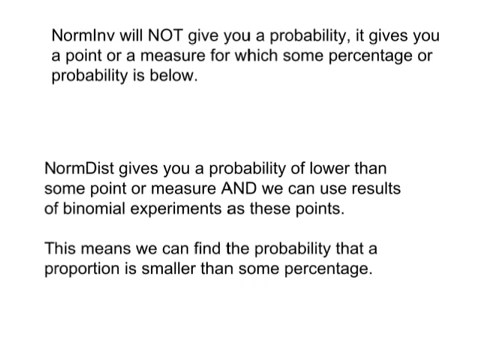 NormInv will NOT give you a probability, it gives you
a point or a measure for which some percentage or
probability is below.
NormDist gives you a probability of lower than
some point or measure AND we can use results
of binomial experiments as these points.
This means we can find the probability that a
proportion is smaller than some percentage.